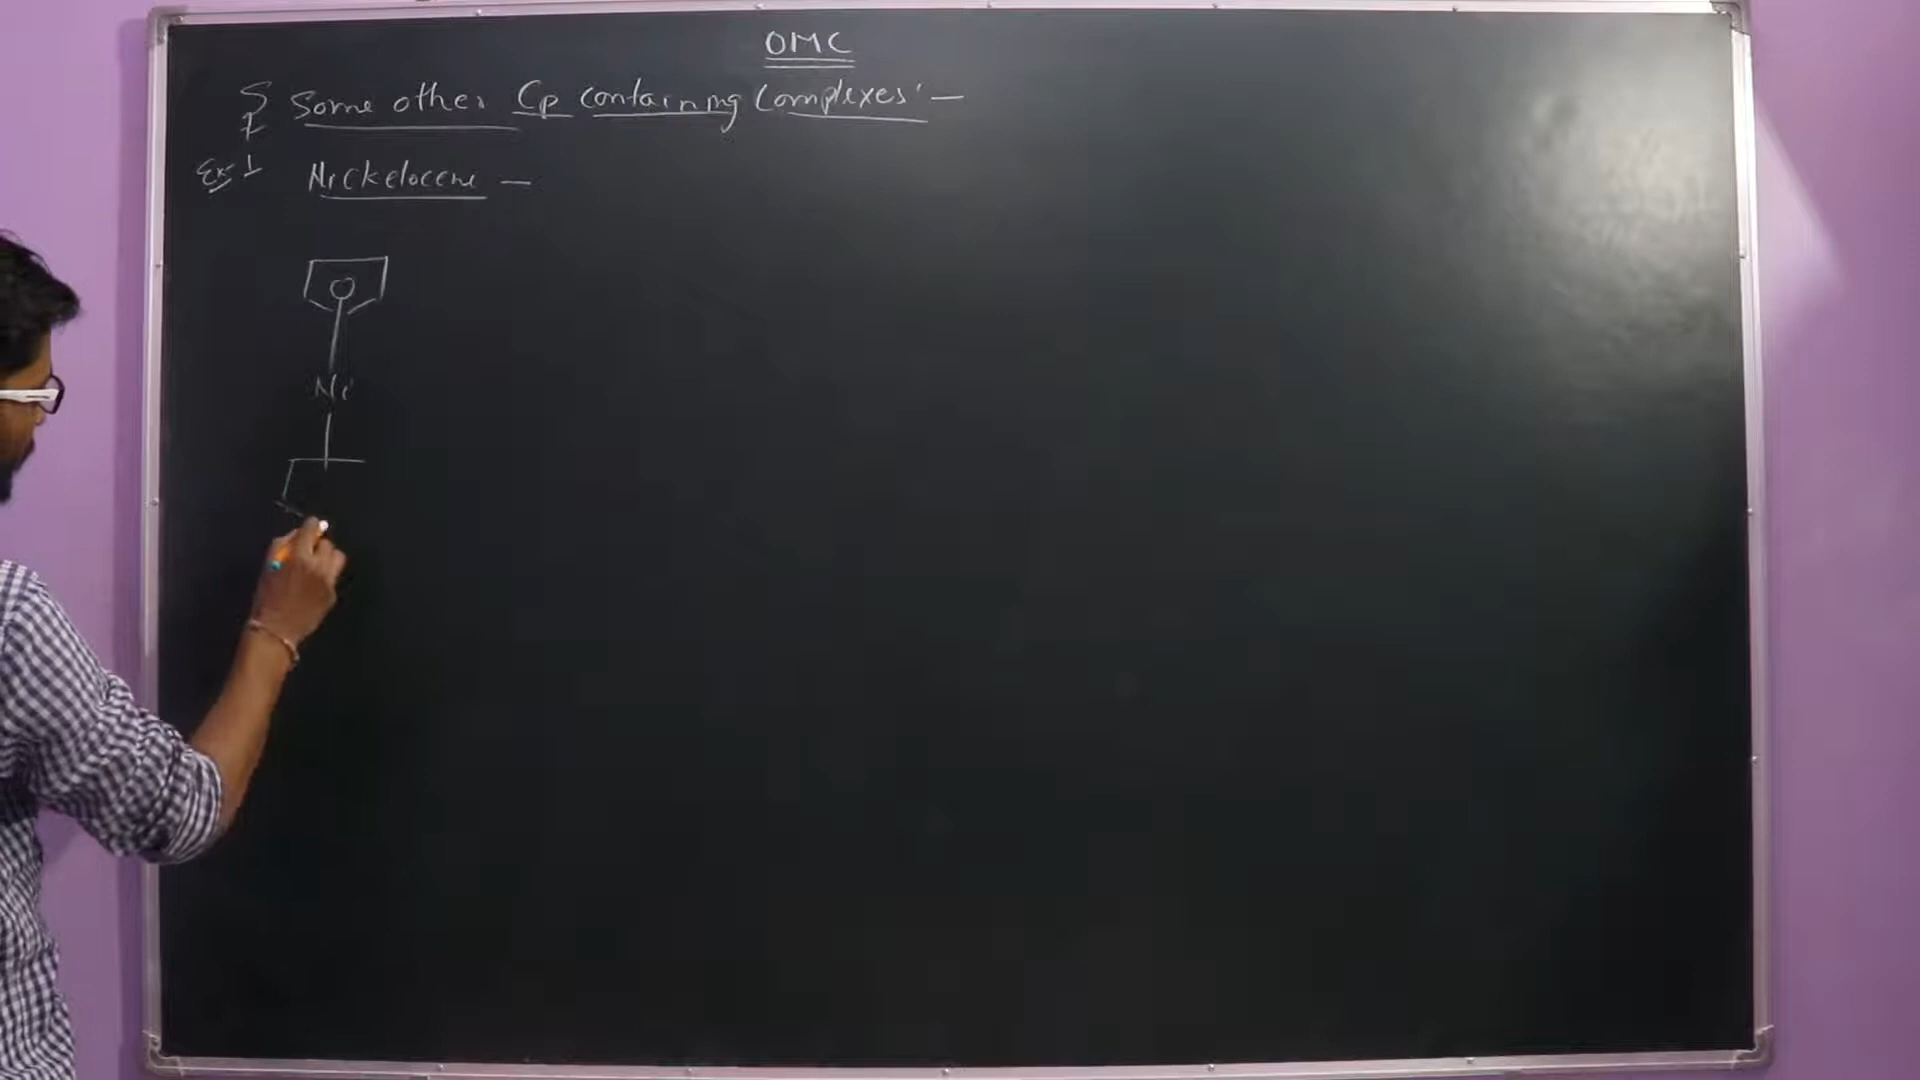 OMC
§ Some other Cp containing Complexes :-
Ex-1 Nickelocene -
Ni